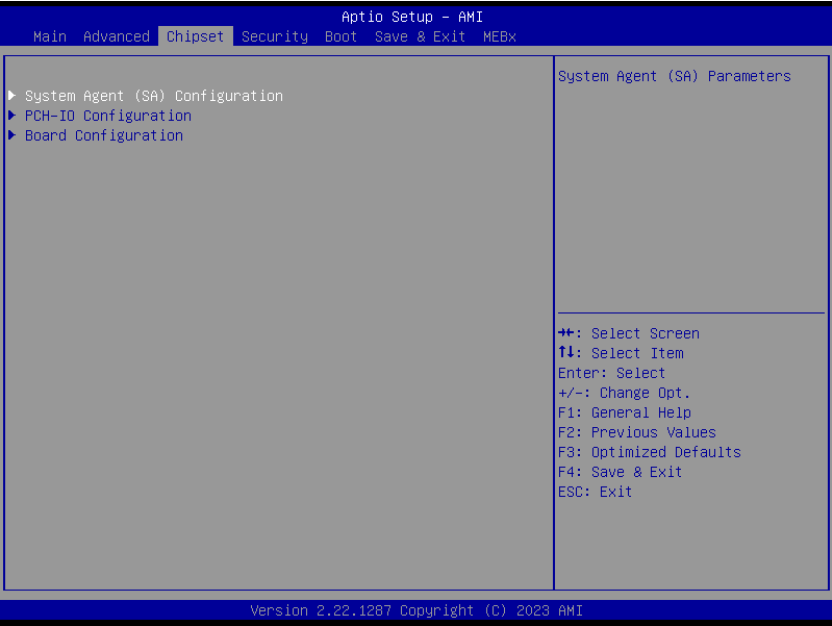 Aptio Setup – AMI
Main Advanced Chipset Security Boot Save & Exit MEBx
▶ System Agent (SA) Configuration
▶ PCH-IO Configuration
▶ Board Configuration
System Agent (SA) Parameters
→←: Select Screen
↑↓: Select Item
Enter: Select
+/-: Change Opt.
F1: General Help
F2: Previous Values
F3: Optimized Defaults
F4: Save & Exit
ESC: Exit
Version 2.22.1287 Copyright (C) 2023 AMI